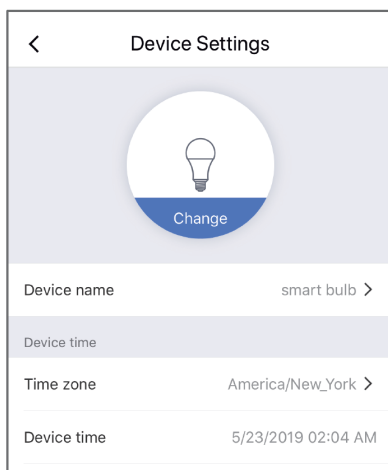 Device Settings
Change
Device name smart bulb
Device time
Time zone America/New_York
Device time 5/23/2019 02:04 AM